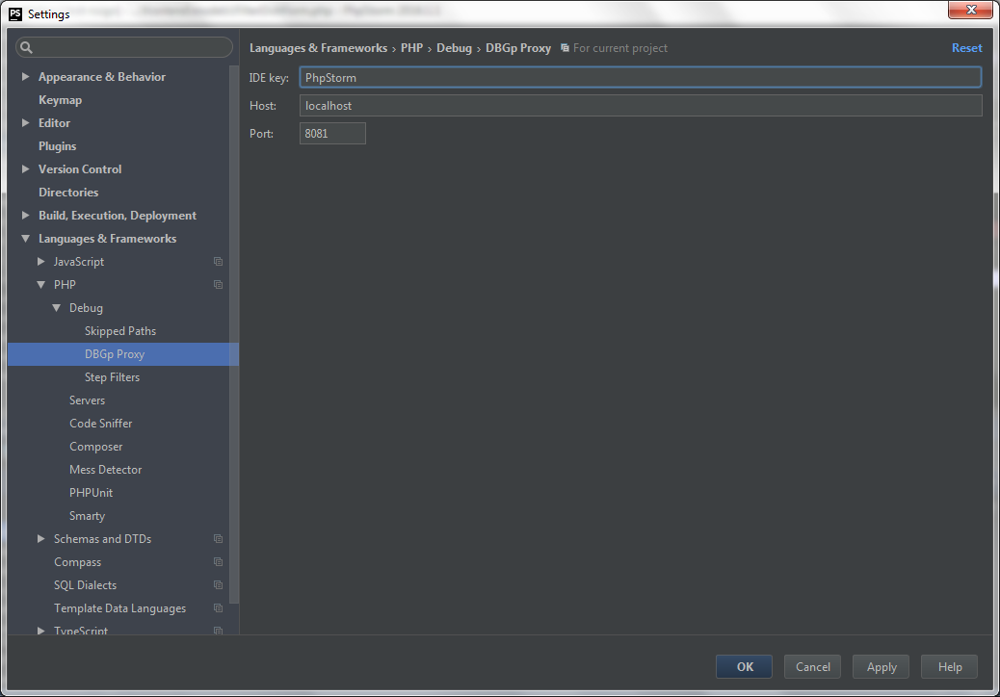 PS Settings
Languages & Frameworks › PHP › Debug › DBGp Proxy For current project Reset
IDE key: PhpStorm
Host: localhost
Port: 8081
Appearance & Behavior
Keymap
Editor
Plugins
Version Control
Directories
Build, Execution, Deployment
Languages & Frameworks
JavaScript
PHP
Debug
Skipped Paths
DBGp Proxy
Step Filters
Servers
Code Sniffer
Composer
Mess Detector
PHPUnit
Smarty
Schemas and DTDs
Compass
SQL Dialects
Template Data Languages
TypeScript
OK Cancel Apply Help